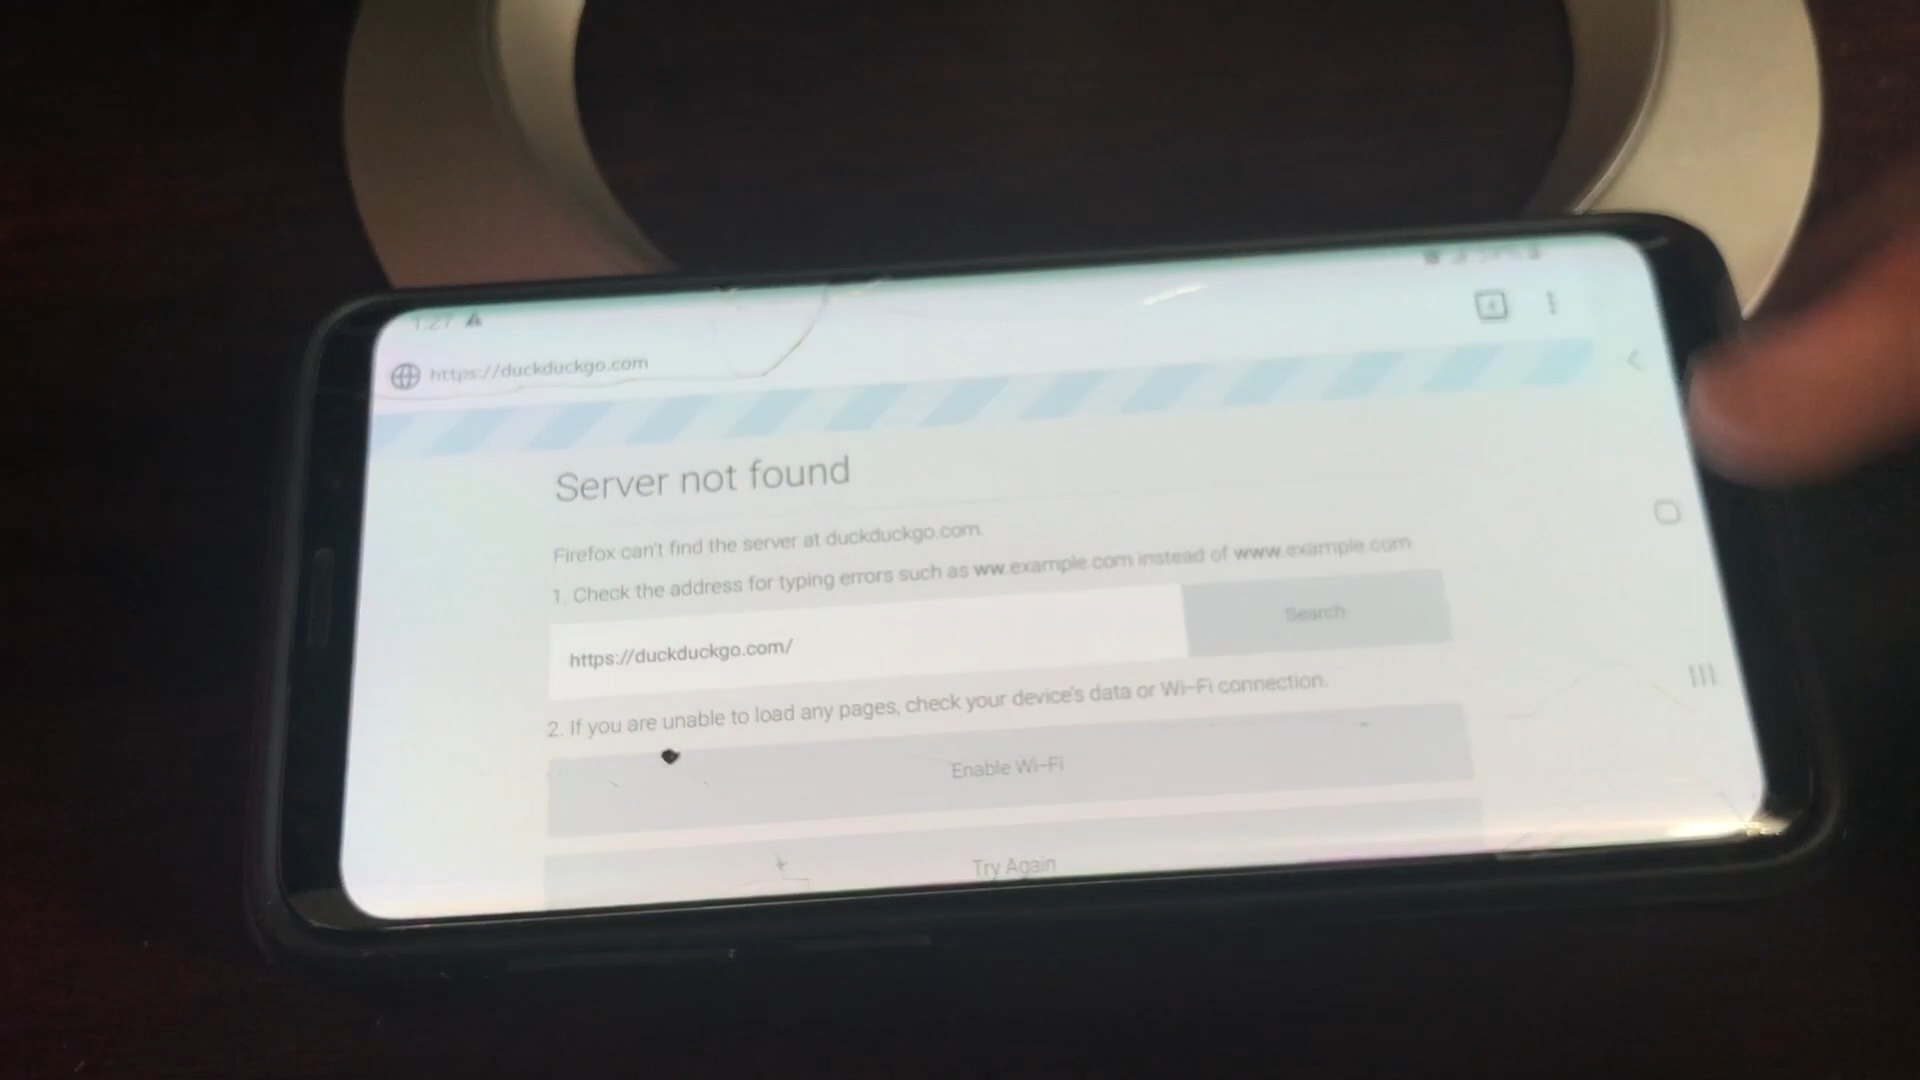 1:27
https://duckduckgo.com
Server not found
Firefox can't find the server at duckduckgo.com.
1. Check the address for typing errors such as ww.example.com instead of www.example.com
https://duckduckgo.com/
Search
2. If you are unable to load any pages, check your device's data or Wi-Fi connection.
Enable Wi-Fi
Try Again